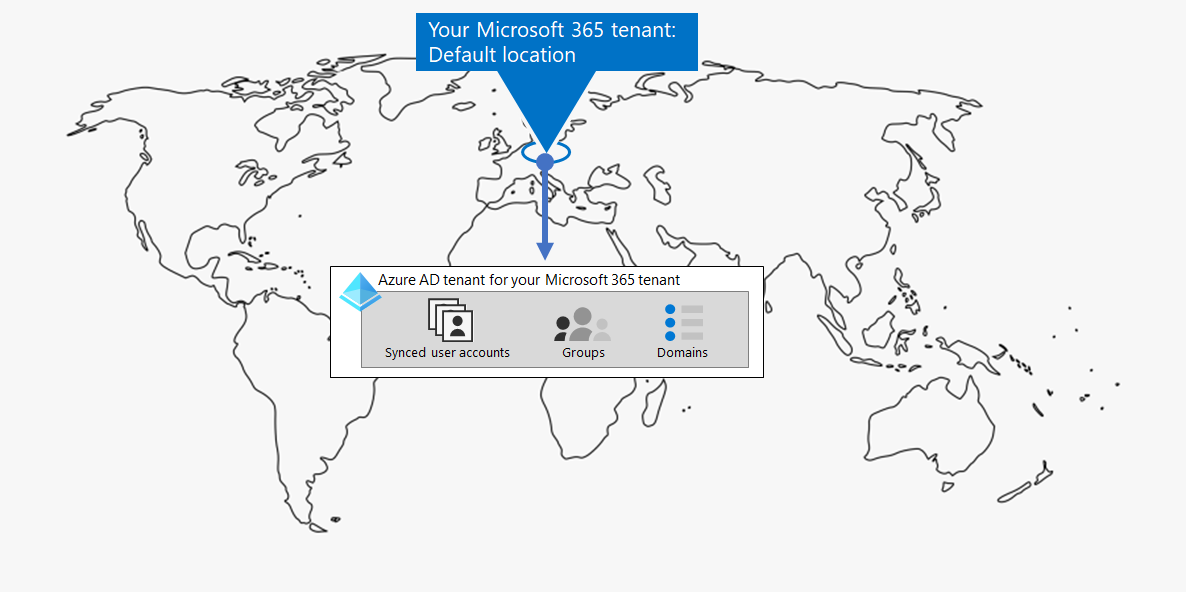 Your Microsoft 365 tenant:
Default location
Azure AD tenant for your Microsoft 365 tenant
Synced user accounts
Groups
Domains